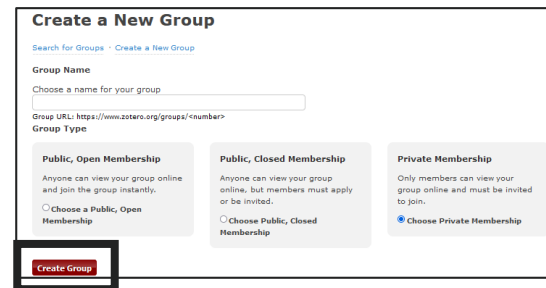 Create a New Group
Search for Groups · Create a New Group
Group Name
Choose a name for your group
Group URL: https://www.zotero.org/groups/<number>
Group Type
Public, Open Membership
Anyone can view your group online
and join the group instantly.
Choose a Public, Open
Membership
Public, Closed Membership
Anyone can view your group
online, but members must apply
or be invited.
Choose Public, Closed
Membership
Private Membership
Only members can view your
group online and must be invited
to join.
Choose Private Membership
Create Group